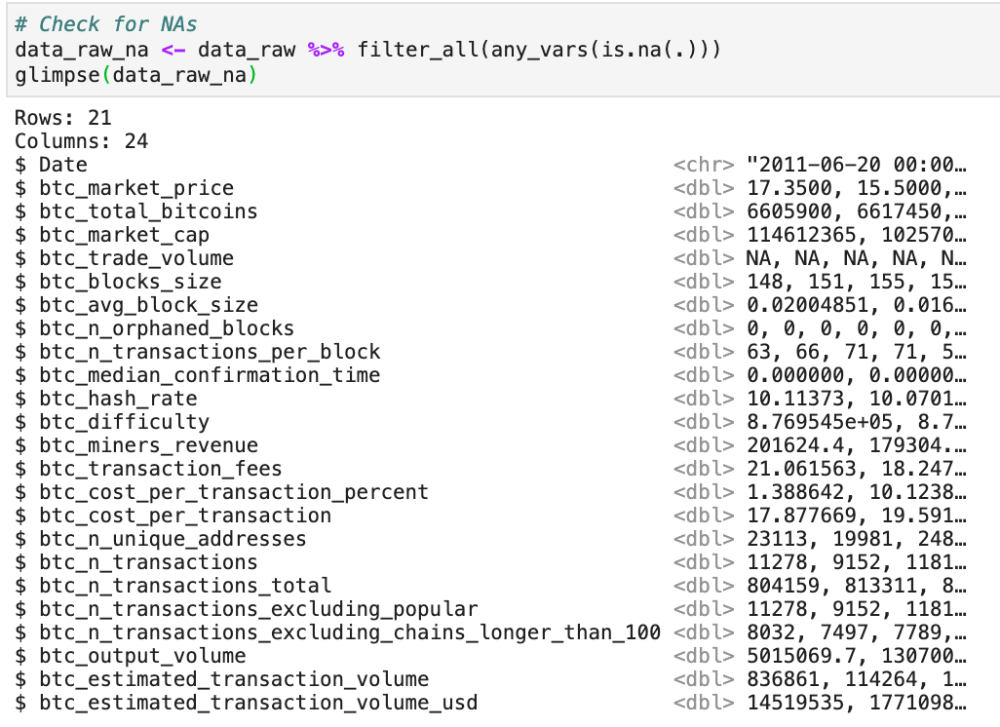 # Check for NAs
data_raw_na <- data_raw %>% filter_all(any_vars(is.na(.)))
glimpse(data_raw_na)
Rows: 21
Columns: 24
$ Date <chr> "2011-06-20 00:00…
$ btc_market_price <dbl> 17.3500, 15.5000,…
$ btc_total_bitcoins <dbl> 6605900, 6617450,…
$ btc_market_cap <dbl> 114612365, 102570…
$ btc_trade_volume <dbl> NA, NA, NA, NA, N…
$ btc_blocks_size <dbl> 148, 151, 155, 15…
$ btc_avg_block_size <dbl> 0.02004851, 0.016…
$ btc_n_orphaned_blocks <dbl> 0, 0, 0, 0, 0, 0,…
$ btc_n_transactions_per_block <dbl> 63, 66, 71, 71, 5…
$ btc_median_confirmation_time <dbl> 0.000000, 0.00000…
$ btc_hash_rate <dbl> 10.11373, 10.0701…
$ btc_difficulty <dbl> 8.769545e+05, 8.7…
$ btc_miners_revenue <dbl> 201624.4, 179304.…
$ btc_transaction_fees <dbl> 21.061563, 18.247…
$ btc_cost_per_transaction_percent <dbl> 1.388642, 10.1238…
$ btc_cost_per_transaction <dbl> 17.877669, 19.591…
$ btc_n_unique_addresses <dbl> 23113, 19981, 248…
$ btc_n_transactions <dbl> 11278, 9152, 1181…
$ btc_n_transactions_total <dbl> 804159, 813311, 8…
$ btc_n_transactions_excluding_popular <dbl> 11278, 9152, 1181…
$ btc_n_transactions_excluding_chains_longer_than_100 <dbl> 8032, 7497, 7789,…
$ btc_output_volume <dbl> 5015069.7, 130700…
$ btc_estimated_transaction_volume <dbl> 836861, 114264, 1…
$ btc_estimated_transaction_volume_usd <dbl> 14519535, 1771098…